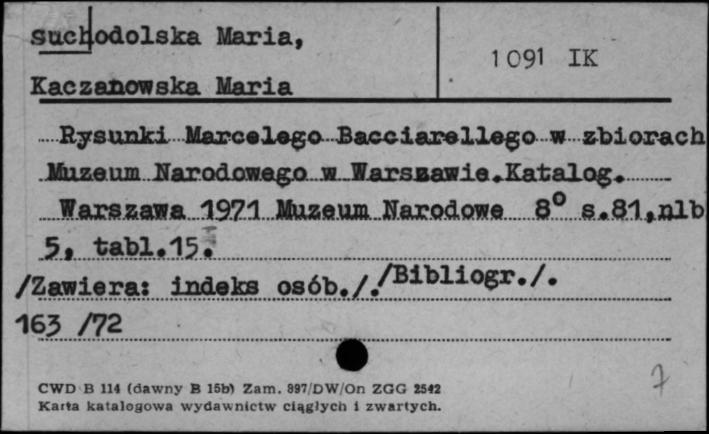 Suchodolska Maria,
1091 IK
Kaczanowska Maria
Rysunki Marcelego Bacciarellego w zbiorach
Muzeum Narodowego w Warszawie.Katalog.
Warszawa 1971 Muzeum Narodowe 8° s.81,nlb
5, tabl.15.
/Zawiera: indeks osób././Bibliogr./.
163 /72
7
CWD B 114 (dawny B 15b) Zam. 897/DW/On ZGG 2542
Karta katalogowa wydawnictw ciągłych i zwartych.